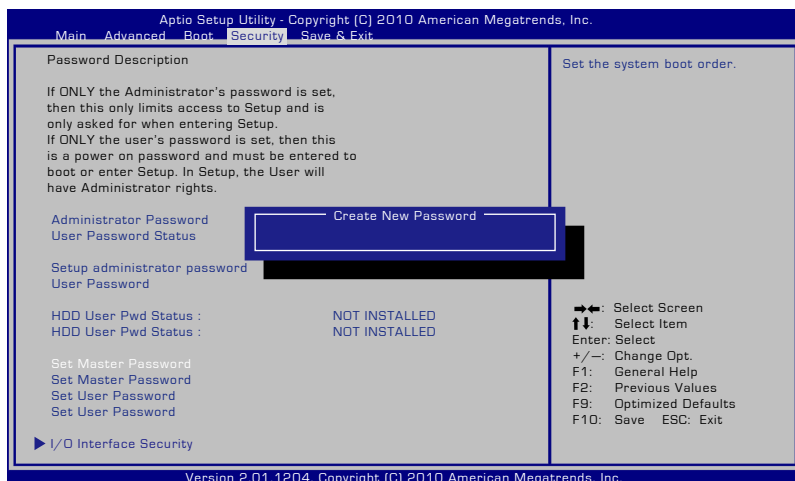 Aptio Setup Utility - Copyright (C) 2010 American Megatrends, Inc.
Main Advanced Boot Security Save & Exit
Password Description
If ONLY the Administrator's password is set,
then this only limits access to Setup and is
only asked for when entering Setup.
If ONLY the user's password is set, then this
is a power on password and must be entered to
boot or enter Setup. In Setup, the User will
have Administrator rights.
Administrator Password
User Password Status
Create New Password
Setup administrator password
User Password
HDD User Pwd Status : NOT INSTALLED
HDD User Pwd Status : NOT INSTALLED
Set Master Password
Set Master Password
Set User Password
Set User Password
I/O Interface Security
Set the system boot order.
→←: Select Screen
↑↓: Select Item
Enter: Select
+/—: Change Opt.
F1: General Help
F2: Previous Values
F9: Optimized Defaults
F10: Save ESC: Exit
Version 2.01.1204. Copyright (C) 2010 American Megatrends, Inc.